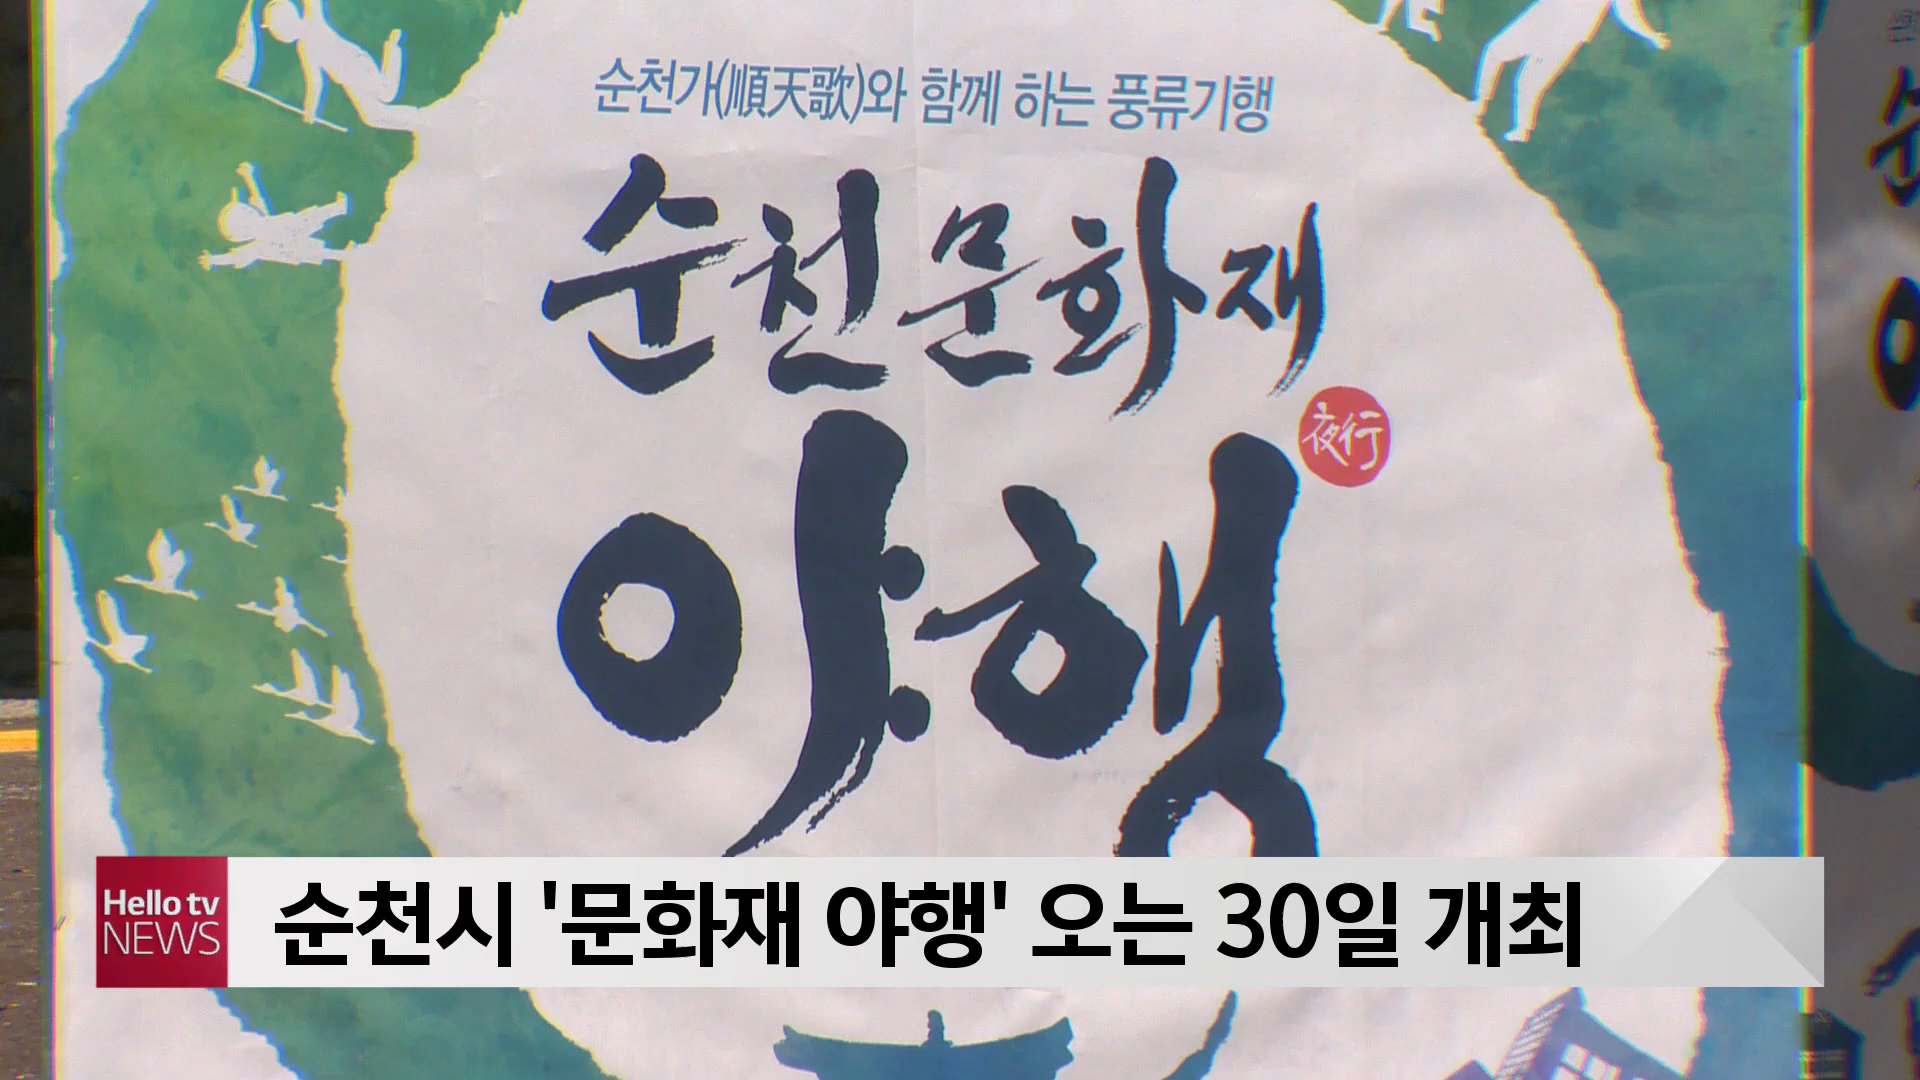 순천가(順天歌)와 함께 하는 풍류기행
순천문화재
야행
夜行
Hello tv
NEWS
순천시 '문화재 야행' 오는 30일 개최